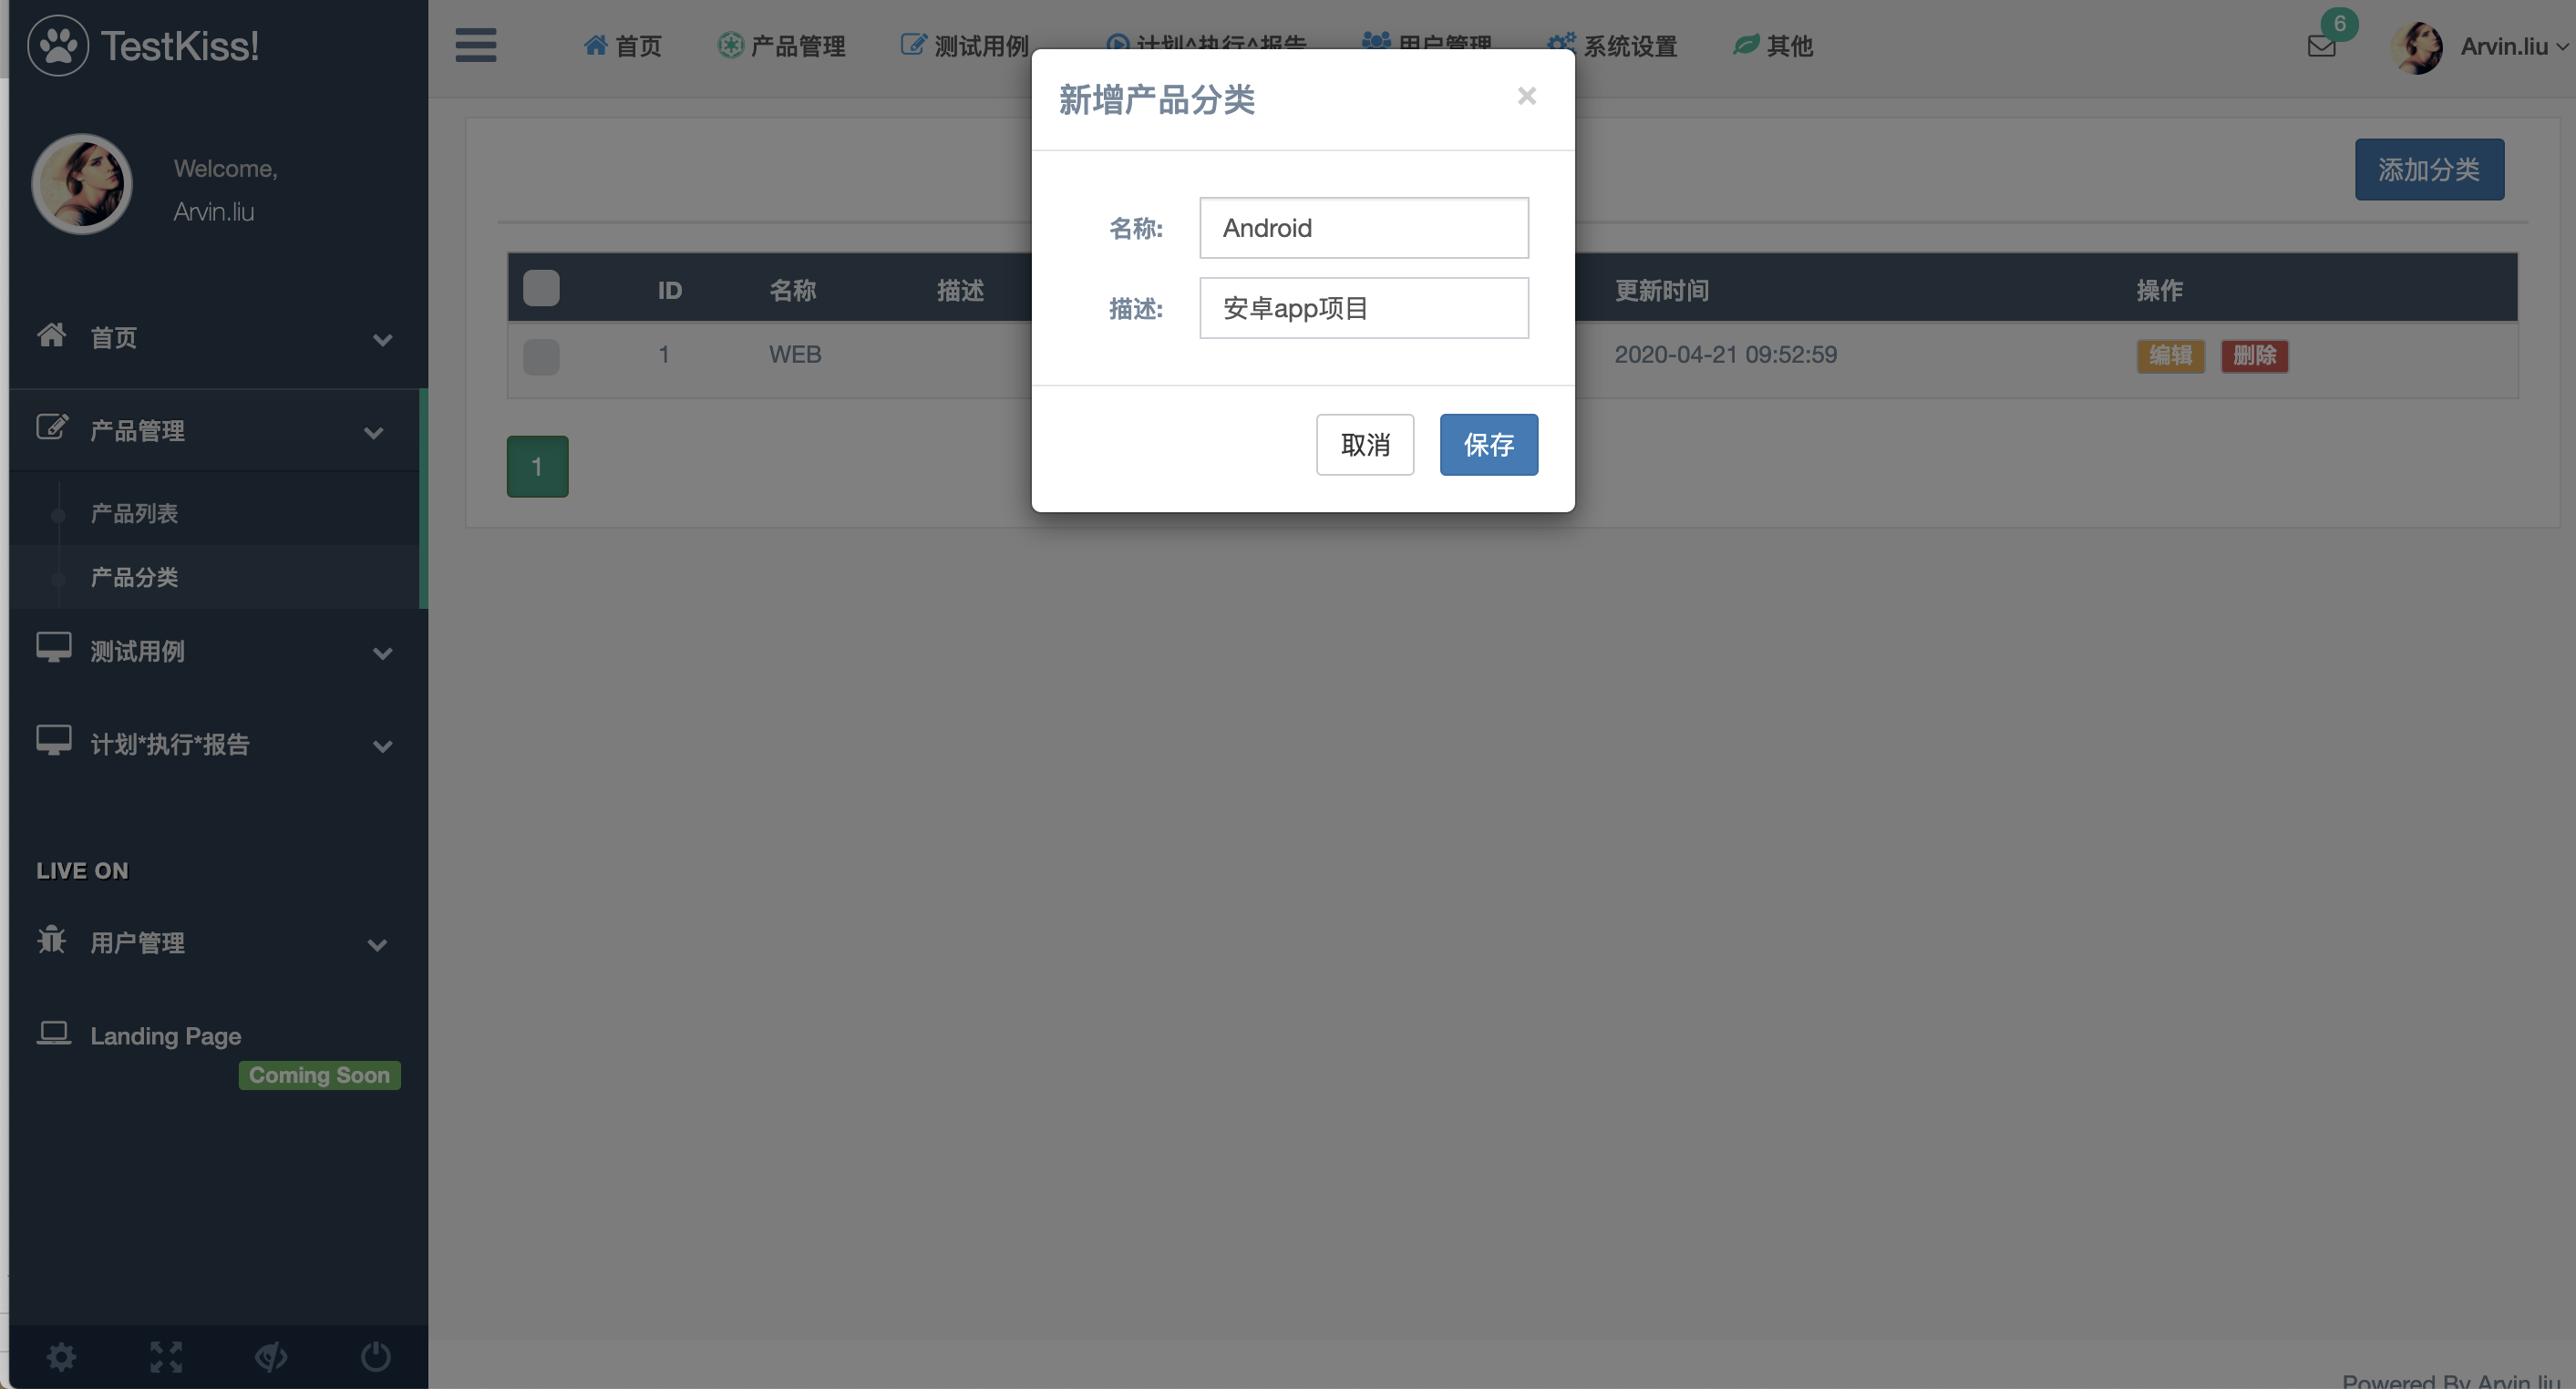 TestKiss!
Welcome,
Arvin.liu
首页
产品管理
产品列表
产品分类
测试用例
计划*执行*报告
LIVE ON
用户管理
Landing Page
Coming Soon
首页 产品管理 测试用例 计划^执行^报告 用户管理 系统设置 其他 6 Arvin.liu
添加分类
ID 名称 描述 更新时间 操作
1 WEB 2020-04-21 09:52:59 编辑 删除
1
新增产品分类 ×
名称: Android
描述: 安卓app项目
取消 保存
Powered By Arvin.liu